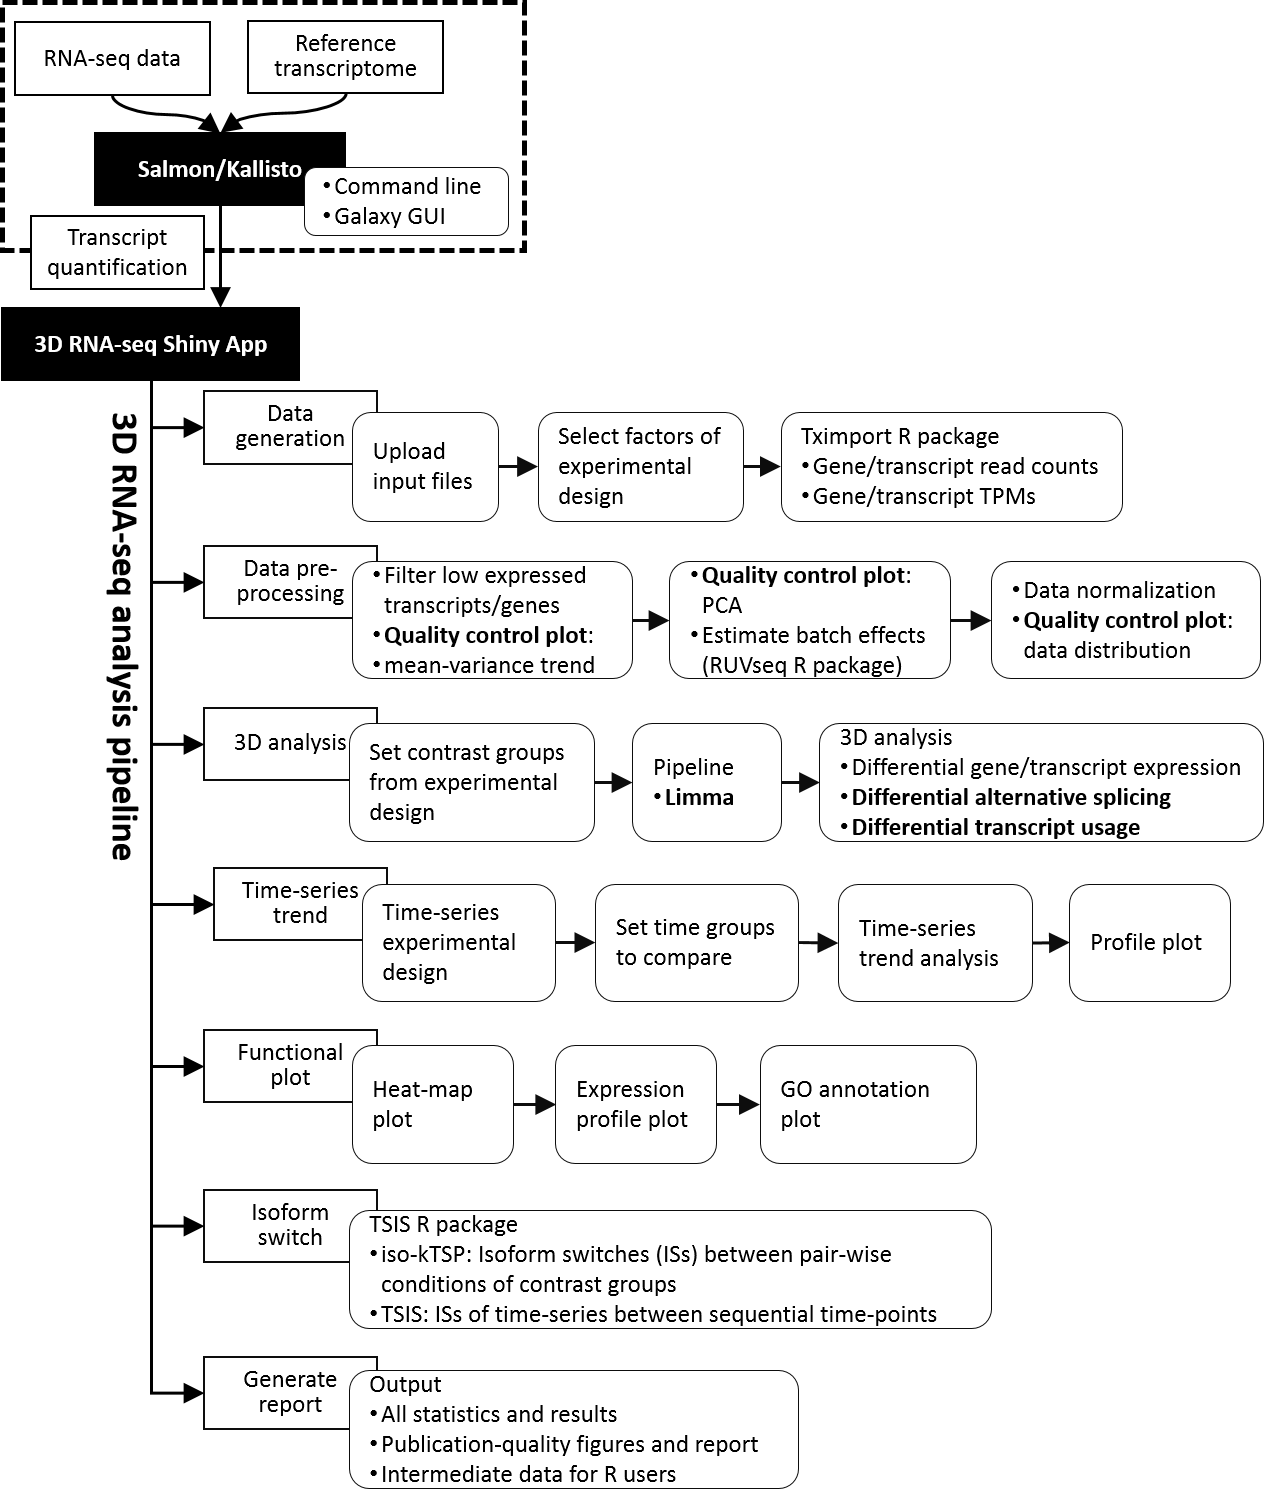 RNA-seq data
Reference
transcriptome
Salmon/Kallisto
• Command line
• Galaxy GUI
Transcript
quantification
3D RNA-seq Shiny App
3D RNA-seq analysis pipeline
Data
generation
Upload
input files
Select factors of
experimental
design
Tximport R package
• Gene/transcript read counts
• Gene/transcript TPMs
Data pre-
processing
• Filter low expressed
transcripts/genes
• Quality control plot:
• mean-variance trend
• Quality control plot:
PCA
• Estimate batch effects
(RUVseq R package)
• Data normalization
• Quality control plot:
data distribution
3D analysis
Set contrast groups
from experimental
design
Pipeline
• Limma
3D analysis
• Differential gene/transcript expression
• Differential alternative splicing
• Differential transcript usage
Time-series
trend
Time-series
experimental
design
Set time groups
to compare
Time-series
trend analysis
Profile plot
Functional
plot
Heat-map
plot
Expression
profile plot
GO annotation
plot
Isoform
switch
TSIS R package
• iso-kTSP: Isoform switches (ISs) between pair-wise
conditions of contrast groups
• TSIS: ISs of time-series between sequential time-points
Generate
report
Output
• All statistics and results
• Publication-quality figures and report
• Intermediate data for R users